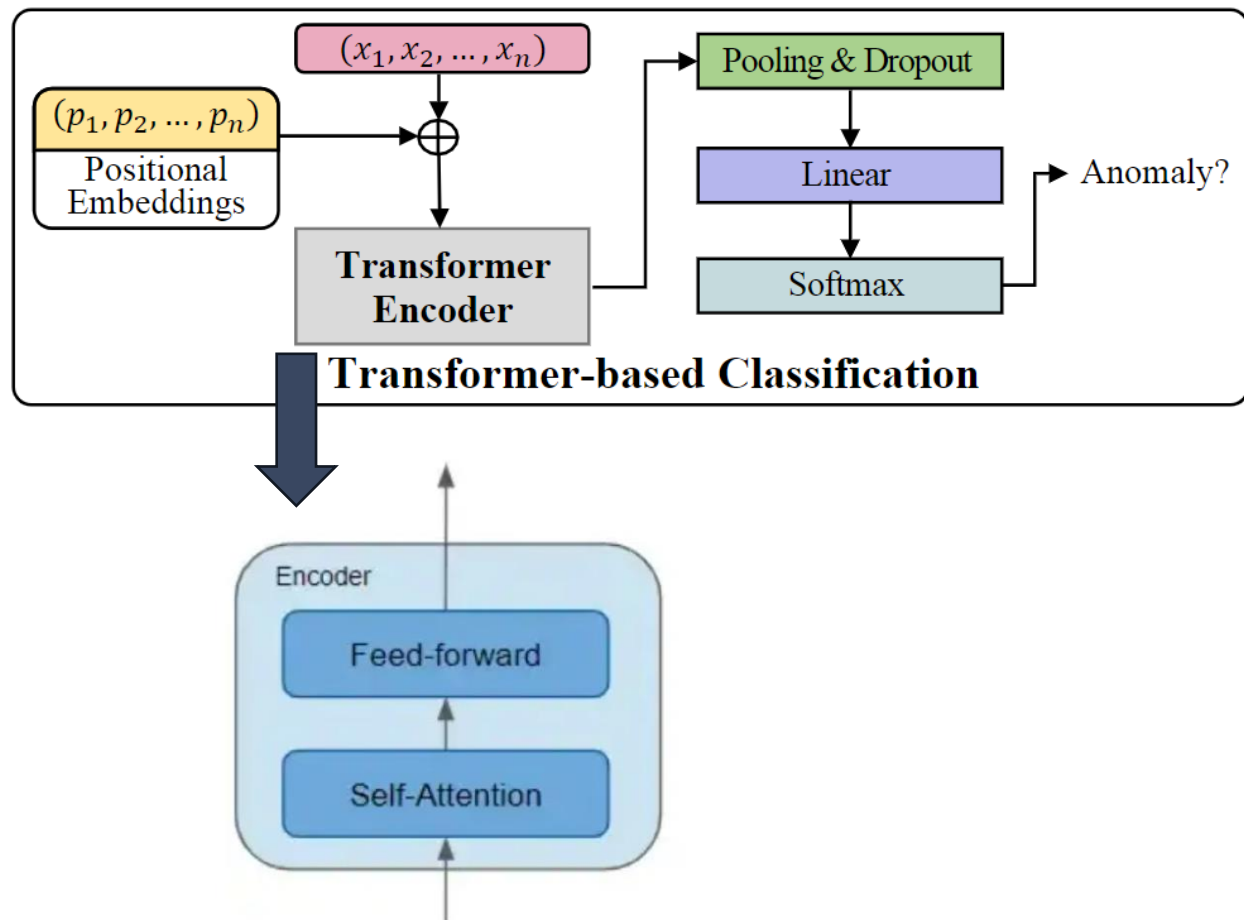 (x₁, x₂, … , xₙ)
(p₁, p₂, … , pₙ)
Positional
Embeddings
Transformer
Encoder
Pooling & Dropout
Linear
Softmax
Anomaly?
Transformer-based Classification
Encoder
Feed-forward
Self-Attention